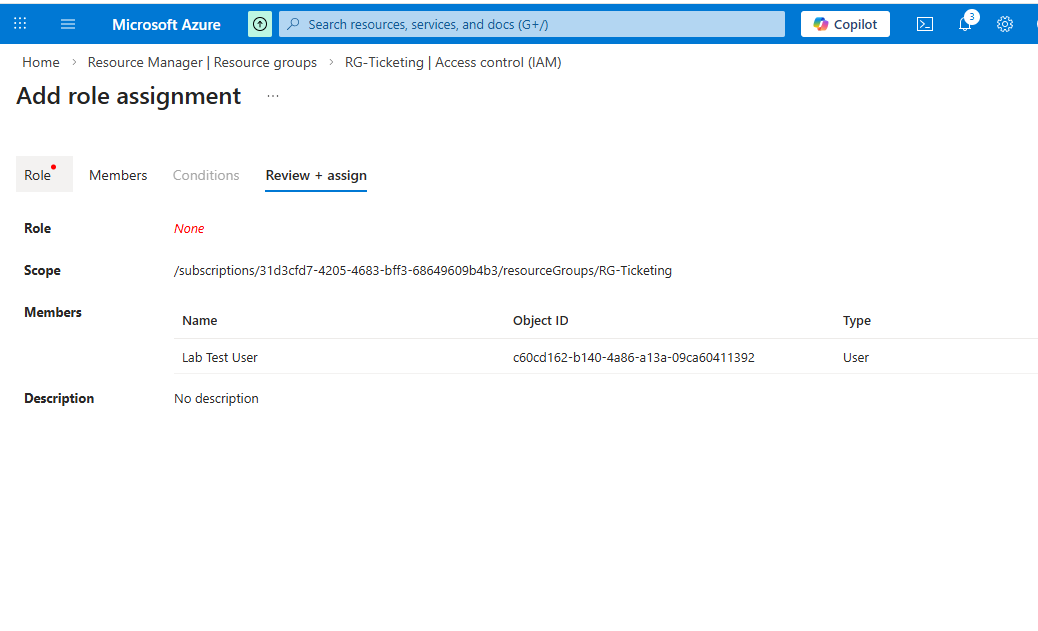 Microsoft Azure Search resources, services, and docs (G+/) Copilot 3
Home > Resource Manager | Resource groups > RG-Ticketing | Access control (IAM)
Add role assignment ...
Role Members Conditions Review + assign
Role None
Scope /subscriptions/31d3cfd7-4205-4683-bff3-68649609b4b3/resourceGroups/RG-Ticketing
Members
Name Object ID Type
Lab Test User c60cd162-b140-4a86-a13a-09ca60411392 User
Description No description